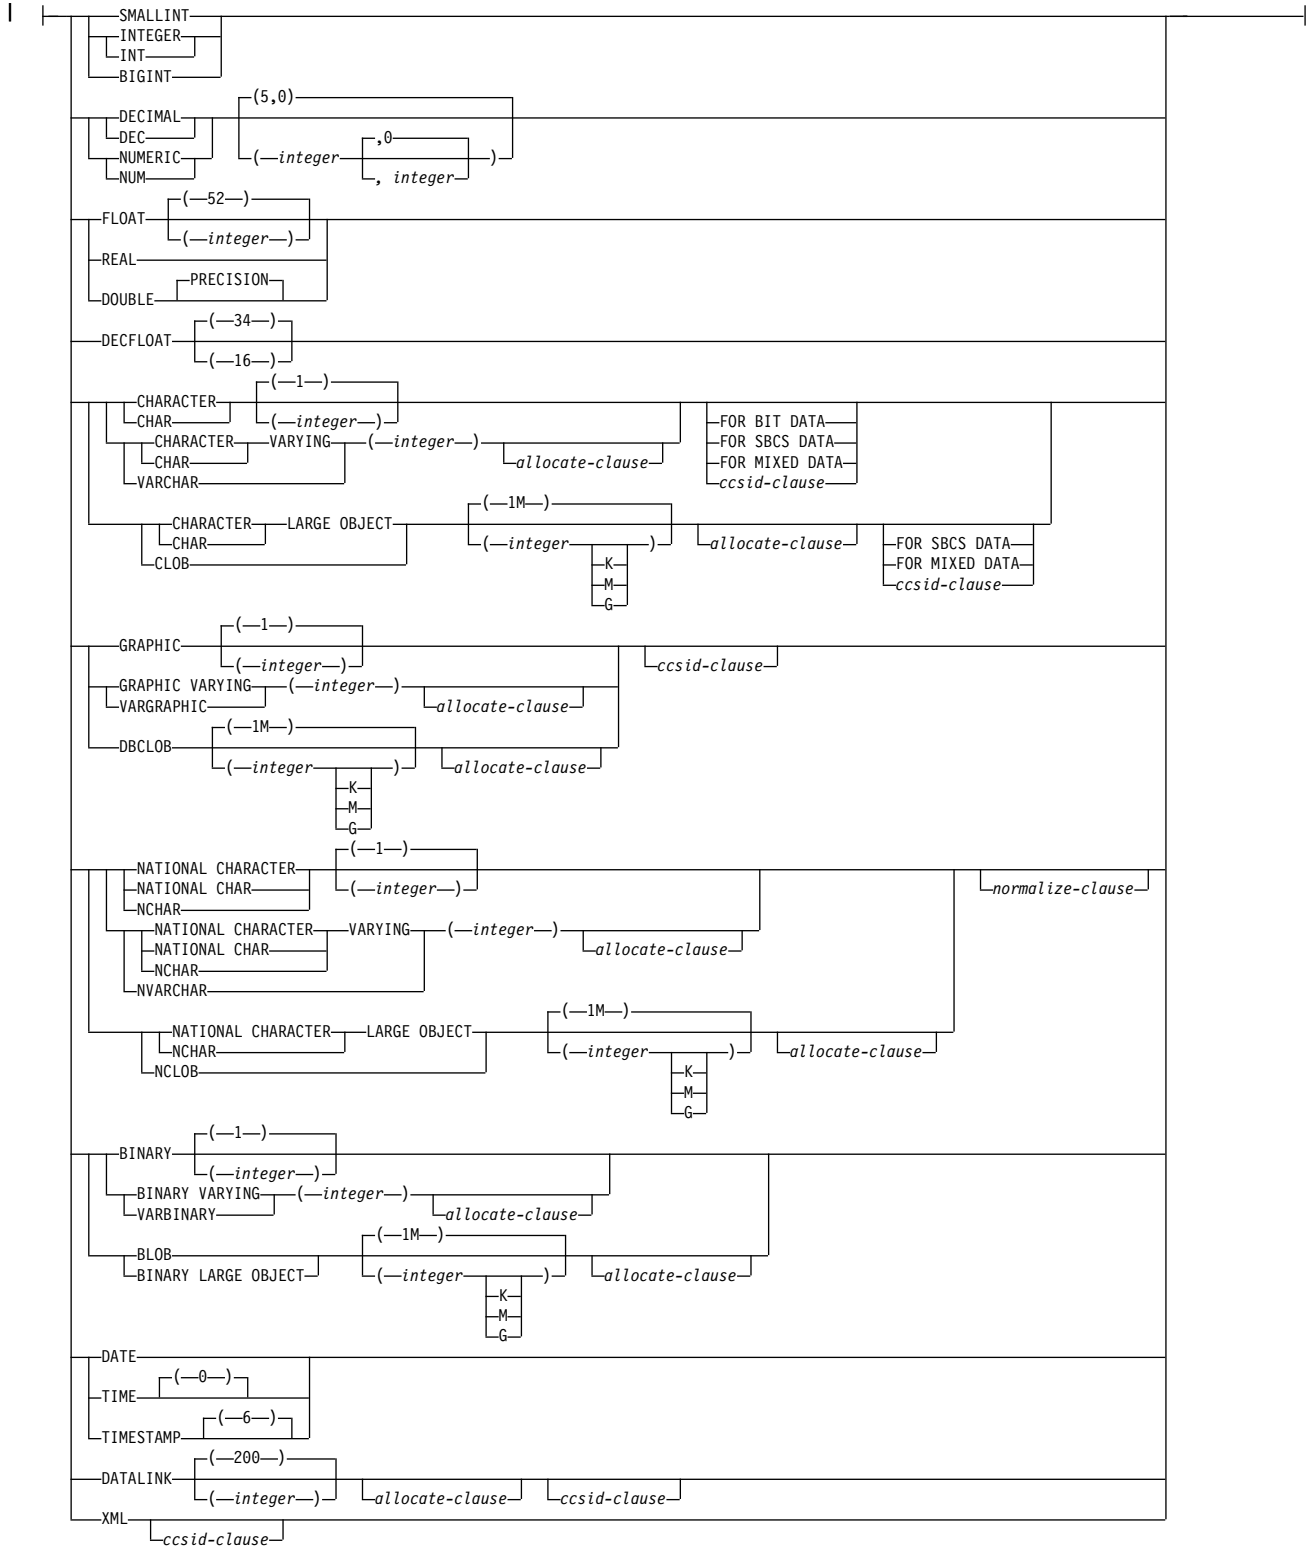 SMALLINT
INTEGER
INT
BIGINT
(5,0)
DECIMAL
DEC ,0
NUMERIC ( integer )
NUM , integer
( 52 )
FLOAT
( integer )
REAL
PRECISION
DOUBLE
( 34 )
DECFLOAT
( 16 )
( 1 )
CHARACTER
CHAR ( integer ) FOR BIT DATA
CHARACTER VARYING ( integer ) FOR SBCS DATA
CHAR allocate-clause FOR MIXED DATA
VARCHAR ccsid-clause
( 1M )
CHARACTER LARGE OBJECT
CHAR ( integer ) allocate-clause FOR SBCS DATA
CLOB K FOR MIXED DATA
M ccsid-clause
G
( 1 )
GRAPHIC
( integer ) ccsid-clause
GRAPHIC VARYING ( integer )
VARGRAPHIC allocate-clause
( 1M )
DBCLOB
( integer ) allocate-clause
K
M
G
( 1 )
NATIONAL CHARACTER
NATIONAL CHAR ( integer ) normalize-clause
NCHAR
NATIONAL CHARACTER VARYING ( integer )
NATIONAL CHAR allocate-clause
NCHAR
NVARCHAR
( 1M )
NATIONAL CHARACTER LARGE OBJECT
NCHAR ( integer ) allocate-clause
NCLOB K
M
G
( 1 )
BINARY
( integer )
BINARY VARYING ( integer )
VARBINARY allocate-clause
( 1M )
BLOB
BINARY LARGE OBJECT ( integer ) allocate-clause
K
M
G
DATE
( 0 )
TIME
( 6 )
TIMESTAMP
( 200 )
DATALINK
( integer ) allocate-clause ccsid-clause
XML
ccsid-clause